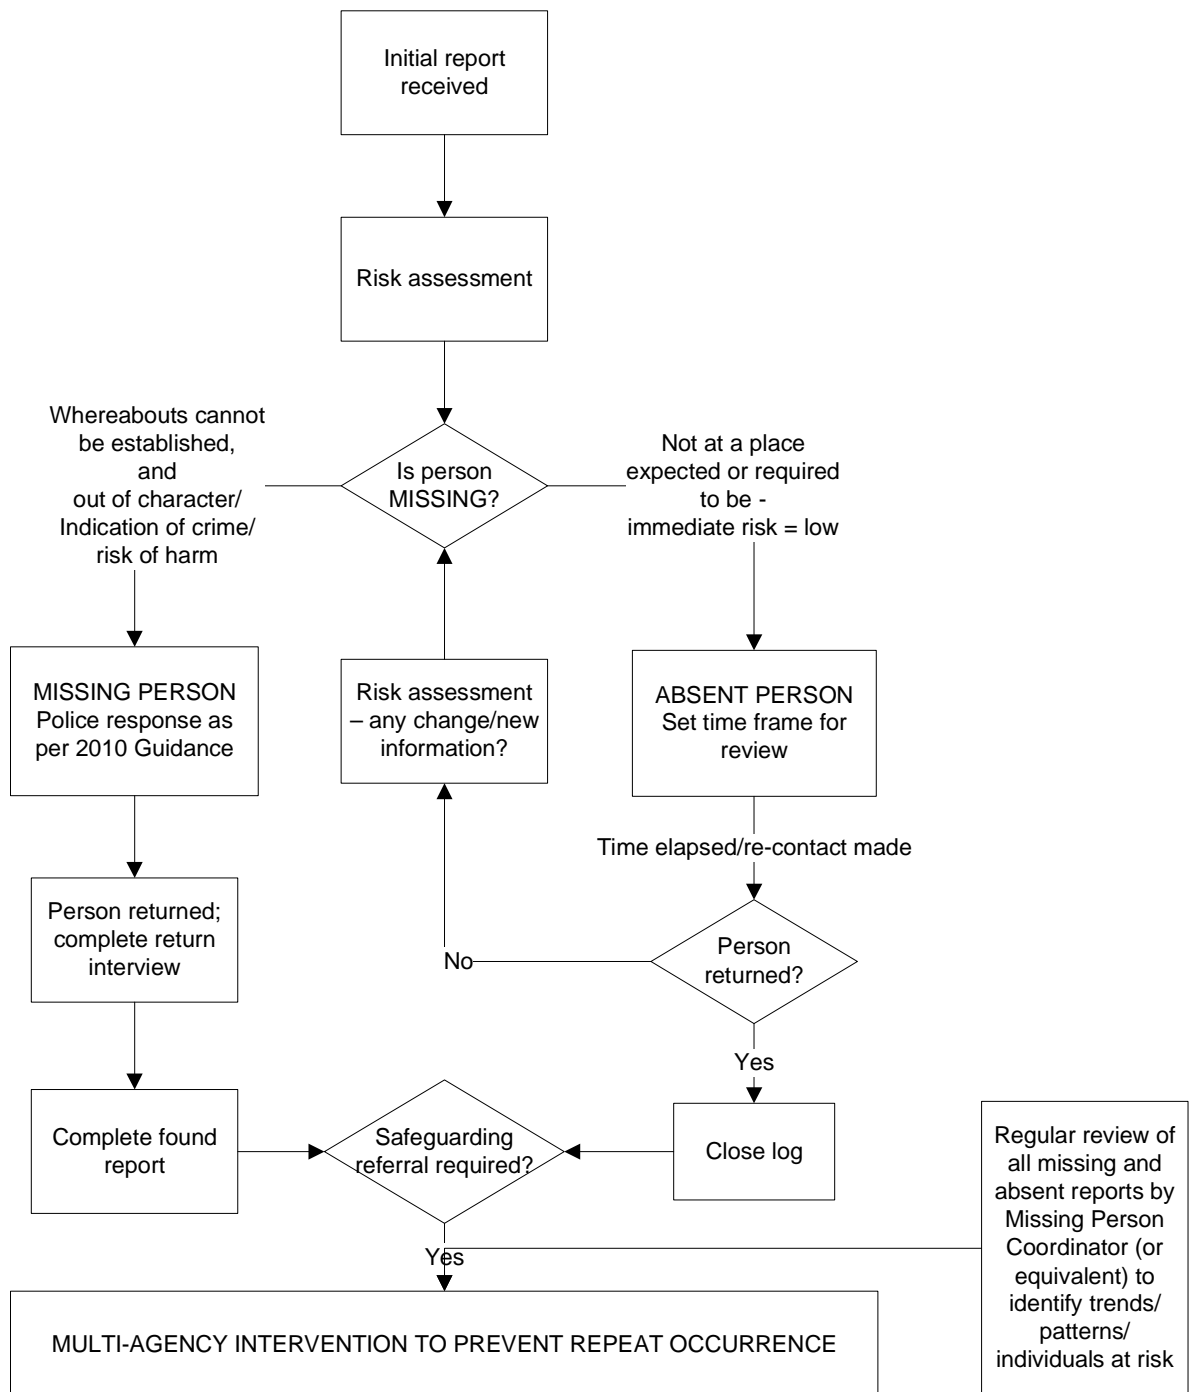 Initial report
received
Risk assessment
Is person
MISSING?
Whereabouts cannot
be established,
and
out of character/
Indication of crime/
risk of harm
Not at a place
expected or required
to be -
immediate risk = low
MISSING PERSON
Police response as
per 2010 Guidance
Risk assessment
– any change/new
information?
ABSENT PERSON
Set time frame for
review
Time elapsed/re-contact made
Person returned;
complete return
interview
Person
returned?
No
Yes
Complete found
report
Safeguarding
referral required?
Close log
Regular review of
all missing and
absent reports by
Missing Person
Coordinator (or
equivalent) to
identify trends/
patterns/
individuals at risk
Yes
MULTI-AGENCY INTERVENTION TO PREVENT REPEAT OCCURRENCE